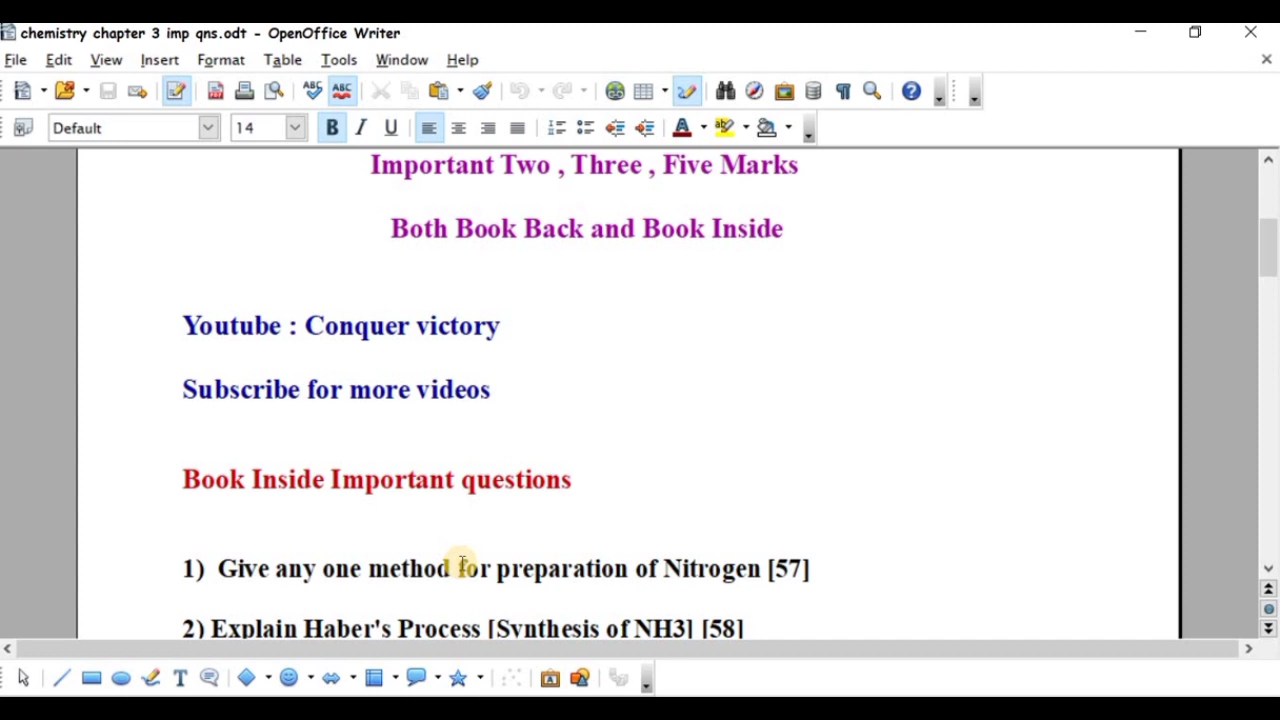 chemistry chapter 3 imp qns.odt - OpenOffice Writer
File Edit View Insert Format Table Tools Window Help
Default 14 B I U
Important Two , Three , Five Marks
Both Book Back and Book Inside
Youtube : Conquer victory
Subscribe for more videos
Book Inside Important questions
1) Give any one method for preparation of Nitrogen [57]
2) Explain Haber's Process [Synthesis of NH3] [58]